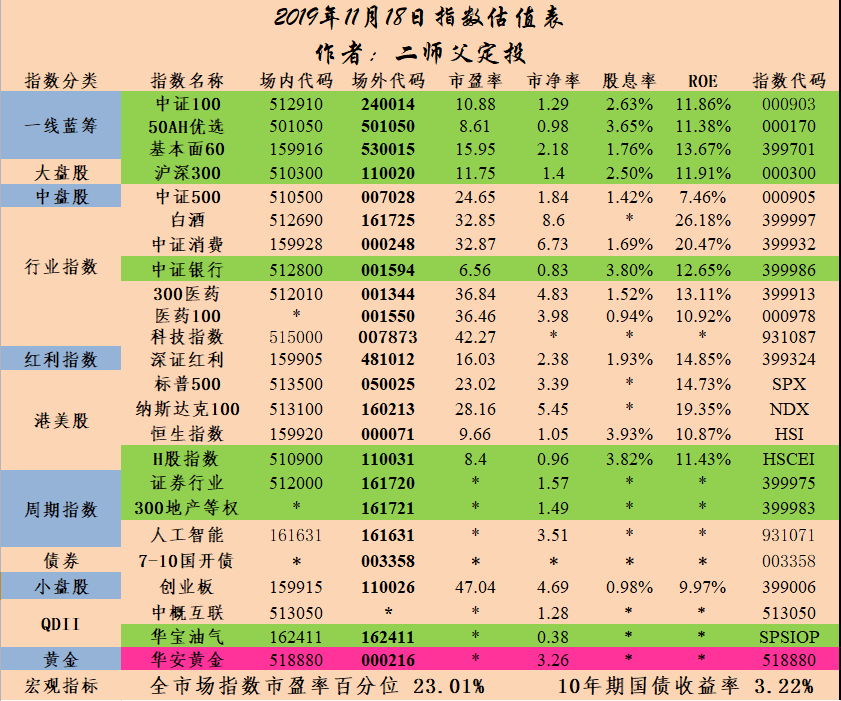 2019年11月18日指数估值表
作者：二师父定投
指数分类 指数名称 场内代码 场外代码 市盈率 市净率 股息率 ROE 指数代码
一线蓝筹 中证100 512910 240014 10.88 1.29 2.63% 11.86% 000903
50AH优选 501050 501050 8.61 0.98 3.65% 11.38% 000170
基本面60 159916 530015 15.95 2.18 1.76% 13.67% 399701
大盘股 沪深300 510300 110020 11.75 1.4 2.50% 11.91% 000300
中盘股 中证500 510500 007028 24.65 1.84 1.42% 7.46% 000905
行业指数 白酒 512690 161725 32.85 8.6 * 26.18% 399997
中证消费 159928 000248 32.87 6.73 1.69% 20.47% 399932
中证银行 512800 001594 6.56 0.83 3.80% 12.65% 399986
300医药 512010 001344 36.84 4.83 1.52% 13.11% 399913
医药100 * 001550 36.46 3.98 0.94% 10.92% 000978
科技指数 515000 007873 42.27 * * * 931087
红利指数 深证红利 159905 481012 16.03 2.38 1.93% 14.85% 399324
港美股 标普500 513500 050025 23.02 3.39 * 14.73% SPX
纳斯达克100 513100 160213 28.16 5.45 * 19.35% NDX
恒生指数 159920 000071 9.66 1.05 3.93% 10.87% HSI
H股指数 510900 110031 8.4 0.96 3.82% 11.43% HSCEI
周期指数 证券行业 512000 161720 * 1.57 * * 399975
300地产等权 * 161721 * 1.49 * * 399983
人工智能 161631 161631 * 3.51 * * 931071
债券 7-10国开债 * 003358 * * * * 003358
小盘股 创业板 159915 110026 47.04 4.69 0.98% 9.97% 399006
QDII 中概互联 513050 * * 1.28 * * 513050
华宝油气 162411 162411 * 0.38 * * SPSIOP
黄金 华安黄金 518880 000216 * 3.26 * * 518880
宏观指标 全市场指数市盈率百分位 23.01% 10年期国债收益率 3.22%